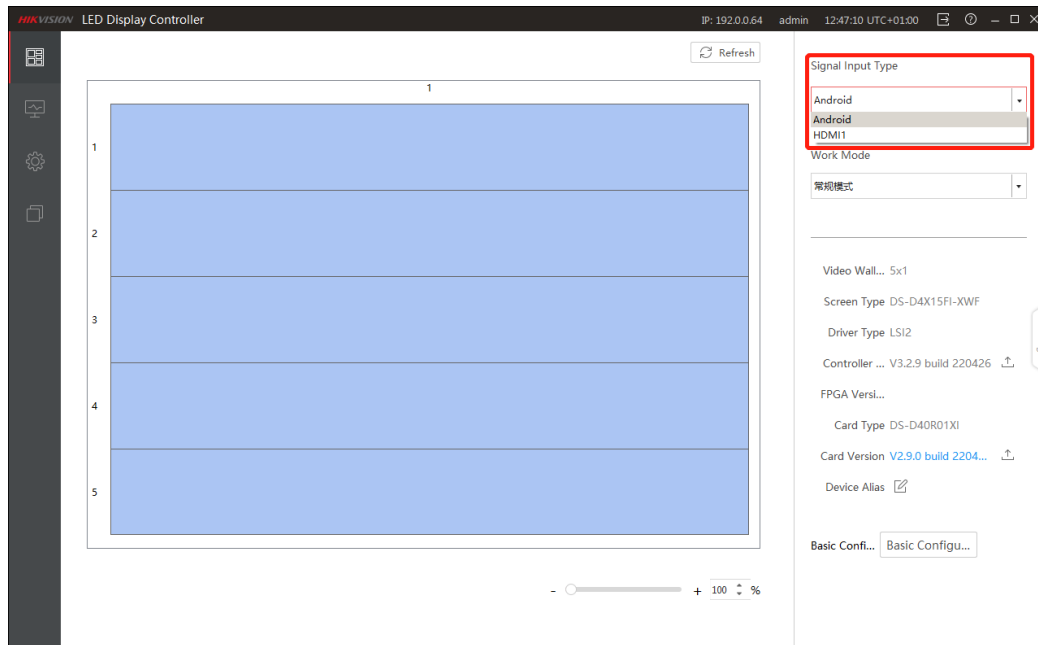 HIKVISION LED Display Controller IP: 192.0.0.64 admin 12:47:10 UTC+01:00
Refresh
Signal Input Type
Android
Android
HDMI1
Work Mode
常规模式
1
1
2
3
4
5
Video Wall... 5x1
Screen Type DS-D4X15FI-XWF
Driver Type LSI2
Controller ... V3.2.9 build 220426
FPGA Versi...
Card Type DS-D40R01XI
Card Version V2.9.0 build 2204...
Device Alias
Basic Confi... Basic Configu...
- + 100 %